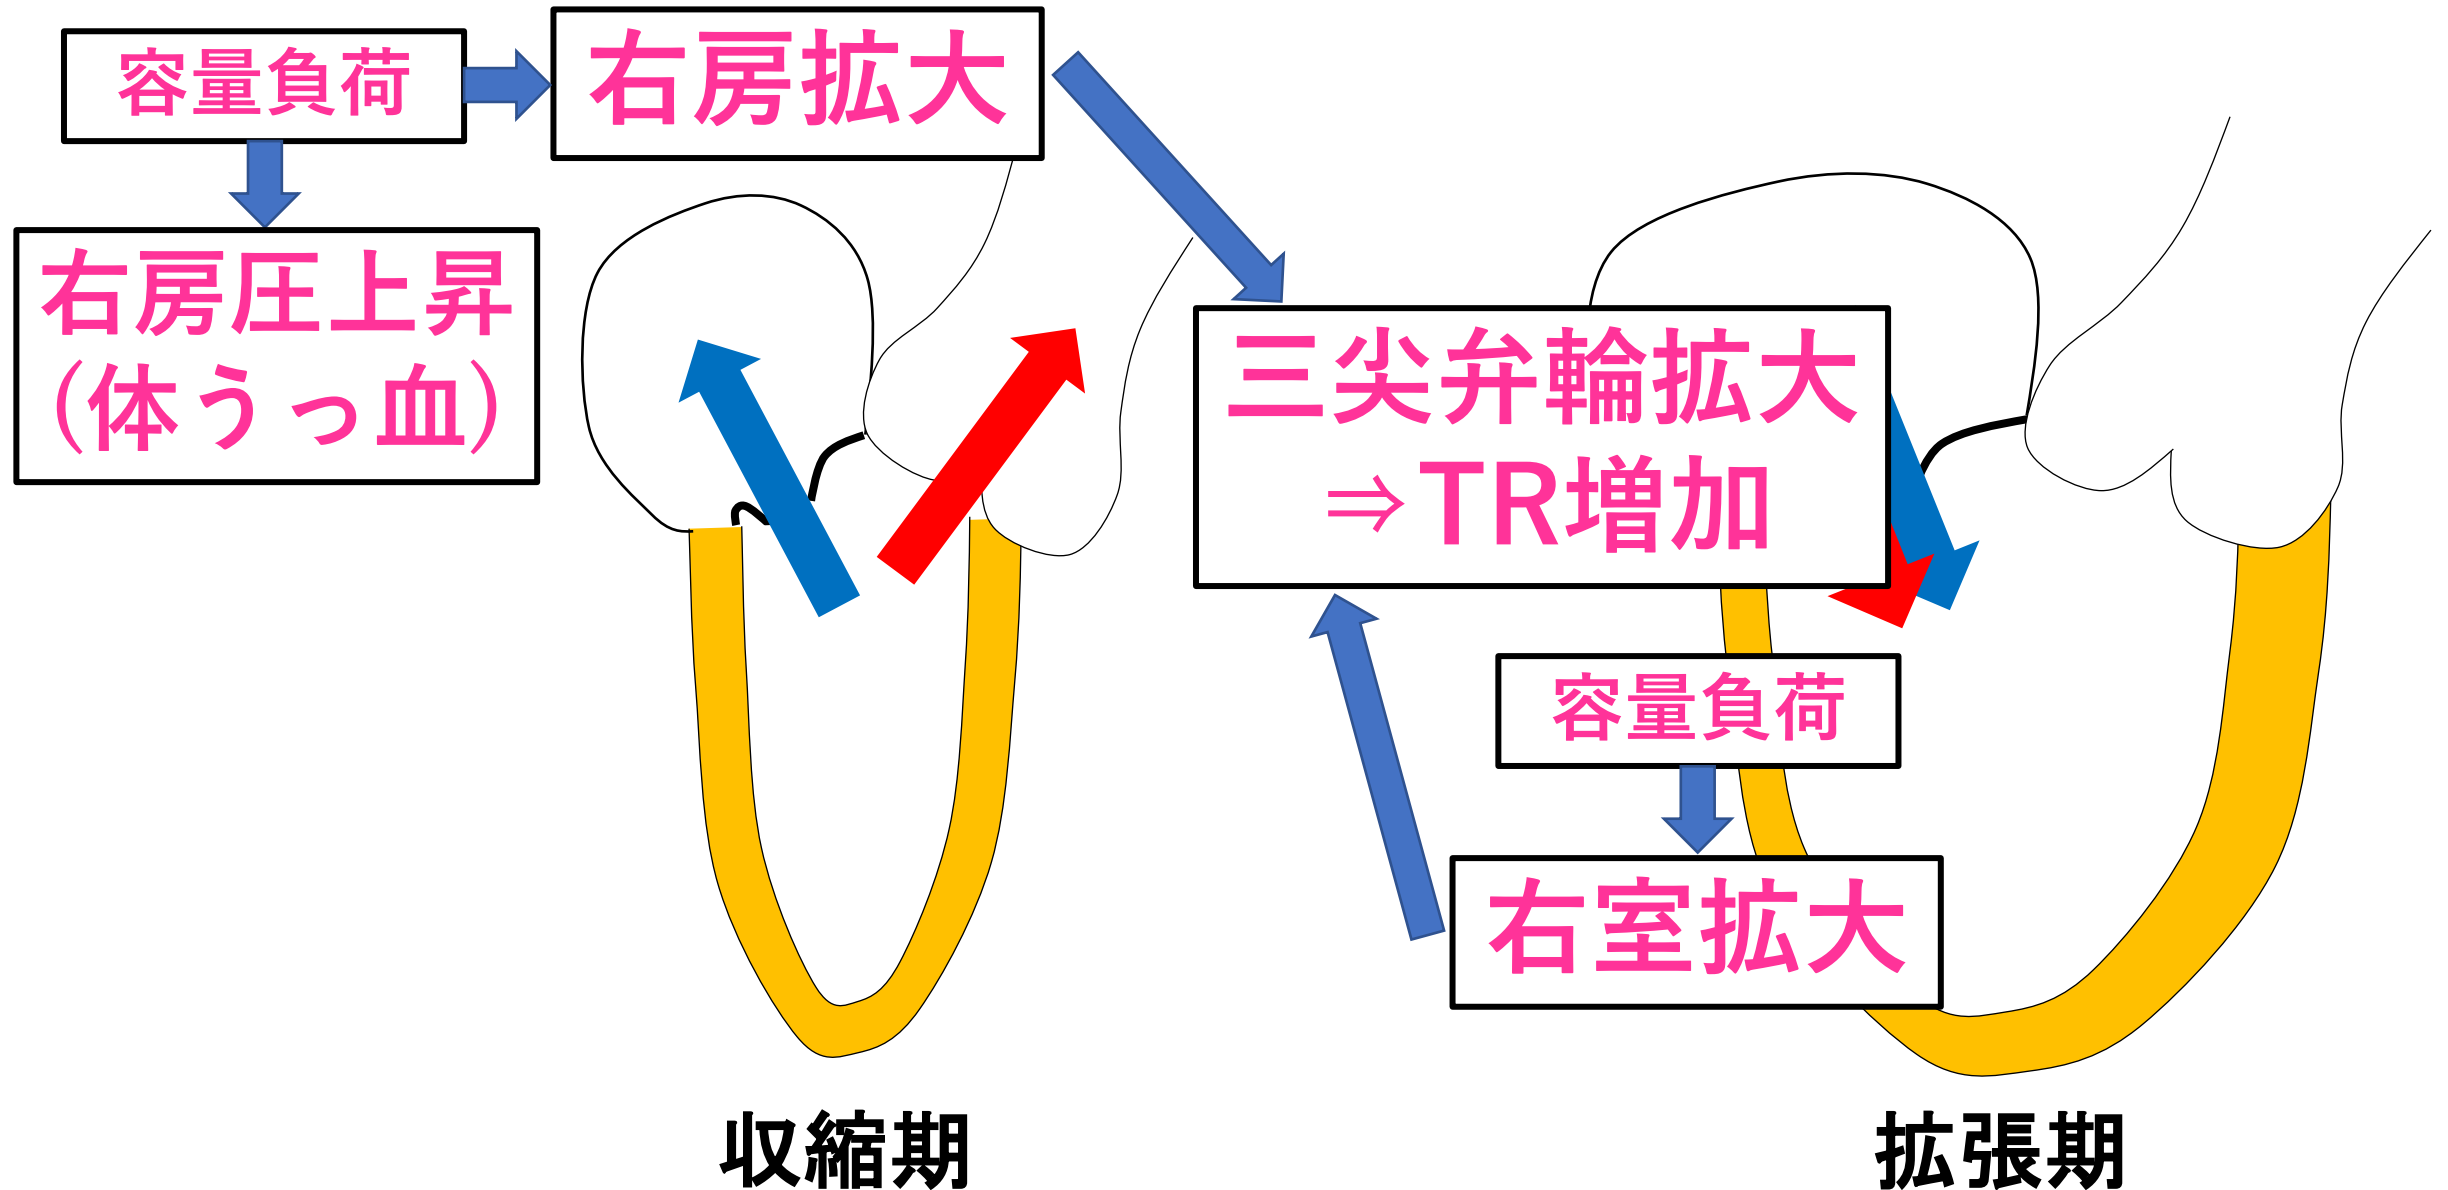 容量負荷
右房拡大
右房圧上昇
（体うっ血）
三尖弁輪拡大
⇒TR増加
容量負荷
右室拡大
収縮期
拡張期